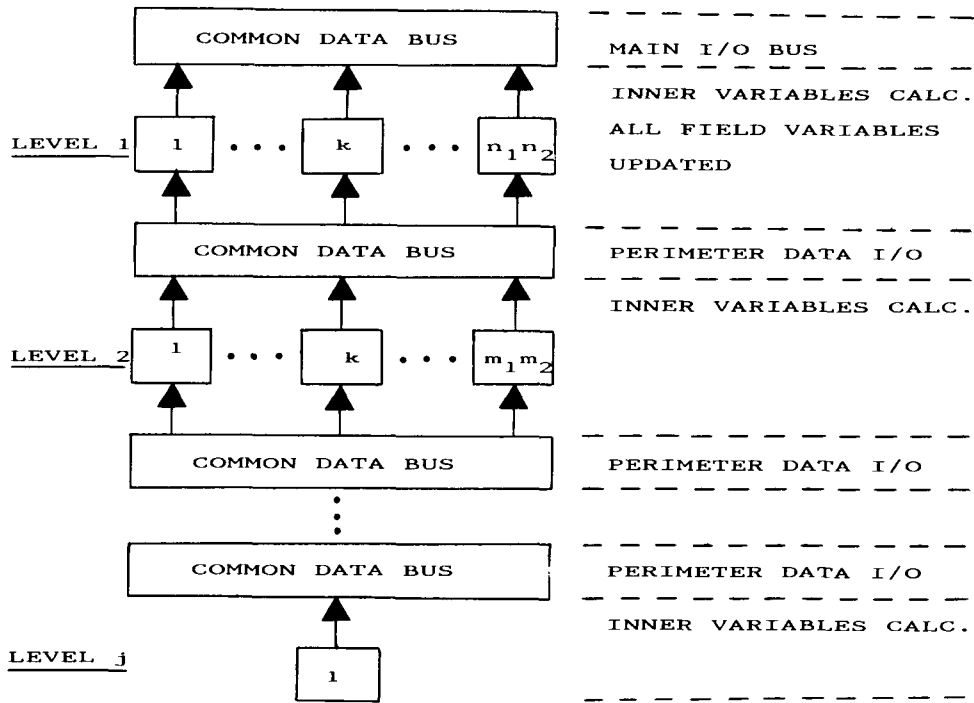 COMMON DATA BUS
MAIN I/O BUS
INNER VARIABLES CALC.
LEVEL 1 1 ... k ... n₁n₂ ALL FIELD VARIABLES
UPDATED
COMMON DATA BUS PERIMETER DATA I/O
INNER VARIABLES CALC.
LEVEL 2 1 ... k ... m₁m₂
COMMON DATA BUS PERIMETER DATA I/O
COMMON DATA BUS PERIMETER DATA I/O
INNER VARIABLES CALC.
LEVEL j 1